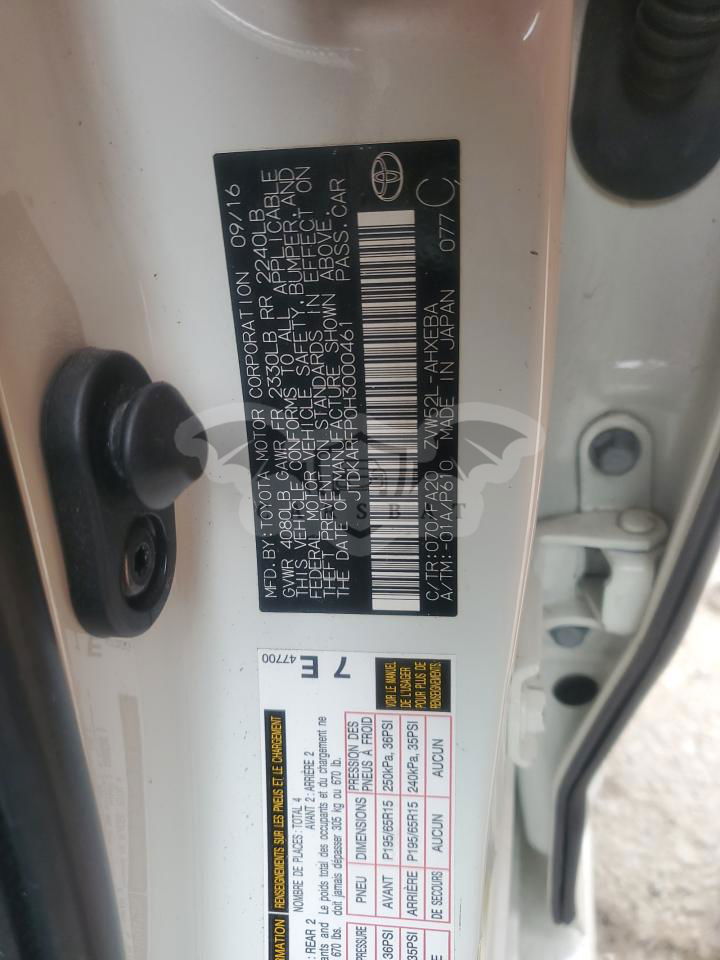 MFD.BY:TOYOTA MOTOR CORPORATION 09/16
GVWR 4080LB GAWR FR 2330LB RR 2240LB
THIS VEHICLE CONFORMS TO ALL APPLICABLE
FEDERAL MOTOR VEHICLE SAFETY,BUMPER,AND
THEFT PREVENTION STANDARDS IN EFFECT ON
THE DATE OF MANUFACTURE SHOWN ABOVE.
PASS.CAR
C/TR: ZVW52L-AHXEBA
A/TM:-01A/P910 MADE IN JAPAN 077 C
7 E
47700
RENSEIGNEMENTS SUR LES PNEUS ET LE CHARGEMENT
NOMBRE DE PLACES:TOTAL 4 AVANT 2:ARRIÈRE 2
Le poids total des occupants et du chargement ne
doit jamais dépasser 305 kg ou 670 lb.
PNEU DIMENSIONS PRESSION DES PNEUS À FROID
AVANT P195/65R15 250kPa, 36PSI
ARRIÈRE P195/65R15 240kPa, 35PSI
DE SECOURS AUCUN AUCUN
VOIR LE MANUEL
DE L'USAGER
POUR PLUS DE
RENSEIGNEMENTS
: REAR 2
ants and
670 lbs.
PRESSURE
36PSI
35PSI